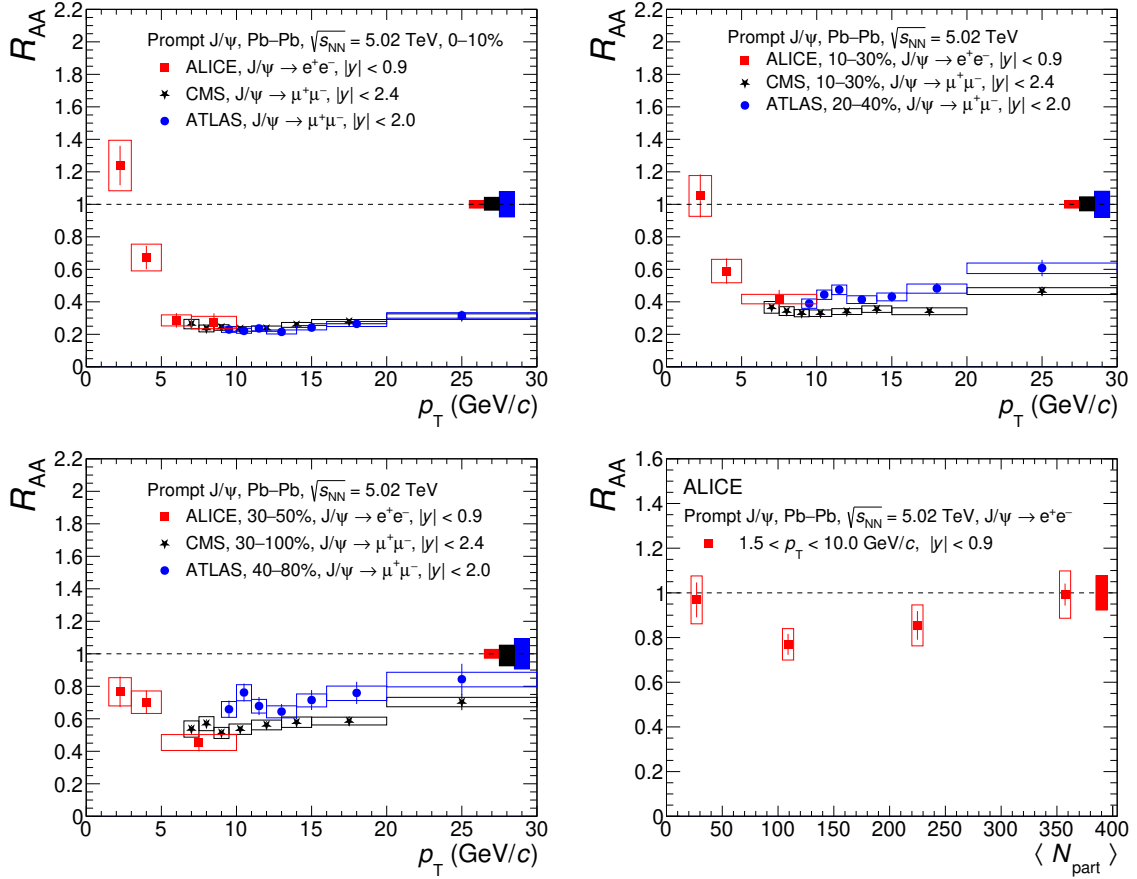 R_AA
2.2
2
1.8
1.6
1.4
1.2
1
0.8
0.6
0.4
0.2
0
Prompt J/ψ, Pb–Pb, √s_NN = 5.02 TeV, 0–10%
ALICE, J/ψ → e⁺e⁻, |y| < 0.9
CMS, J/ψ → μ⁺μ⁻, |y| < 2.4
ATLAS, J/ψ → μ⁺μ⁻, |y| < 2.0
0 5 10 15 20 25 30
p_T (GeV/c)
R_AA
2.2
2
1.8
1.6
1.4
1.2
1
0.8
0.6
0.4
0.2
0
Prompt J/ψ, Pb–Pb, √s_NN = 5.02 TeV
ALICE, 10–30%, J/ψ → e⁺e⁻, |y| < 0.9
CMS, 10–30%, J/ψ → μ⁺μ⁻, |y| < 2.4
ATLAS, 20–40%, J/ψ → μ⁺μ⁻, |y| < 2.0
0 5 10 15 20 25 30
p_T (GeV/c)
R_AA
2.2
2
1.8
1.6
1.4
1.2
1
0.8
0.6
0.4
0.2
0
Prompt J/ψ, Pb–Pb, √s_NN = 5.02 TeV
ALICE, 30–50%, J/ψ → e⁺e⁻, |y| < 0.9
CMS, 30–100%, J/ψ → μ⁺μ⁻, |y| < 2.4
ATLAS, 40–80%, J/ψ → μ⁺μ⁻, |y| < 2.0
0 5 10 15 20 25 30
p_T (GeV/c)
R_AA
1.6
1.4
1.2
1
0.8
0.6
0.4
0.2
0
ALICE
Prompt J/ψ, Pb–Pb, √s_NN = 5.02 TeV, J/ψ → e⁺e⁻
1.5 < p_T < 10.0 GeV/c, |y| < 0.9
0 50 100 150 200 250 300 350 400
⟨ N_part ⟩